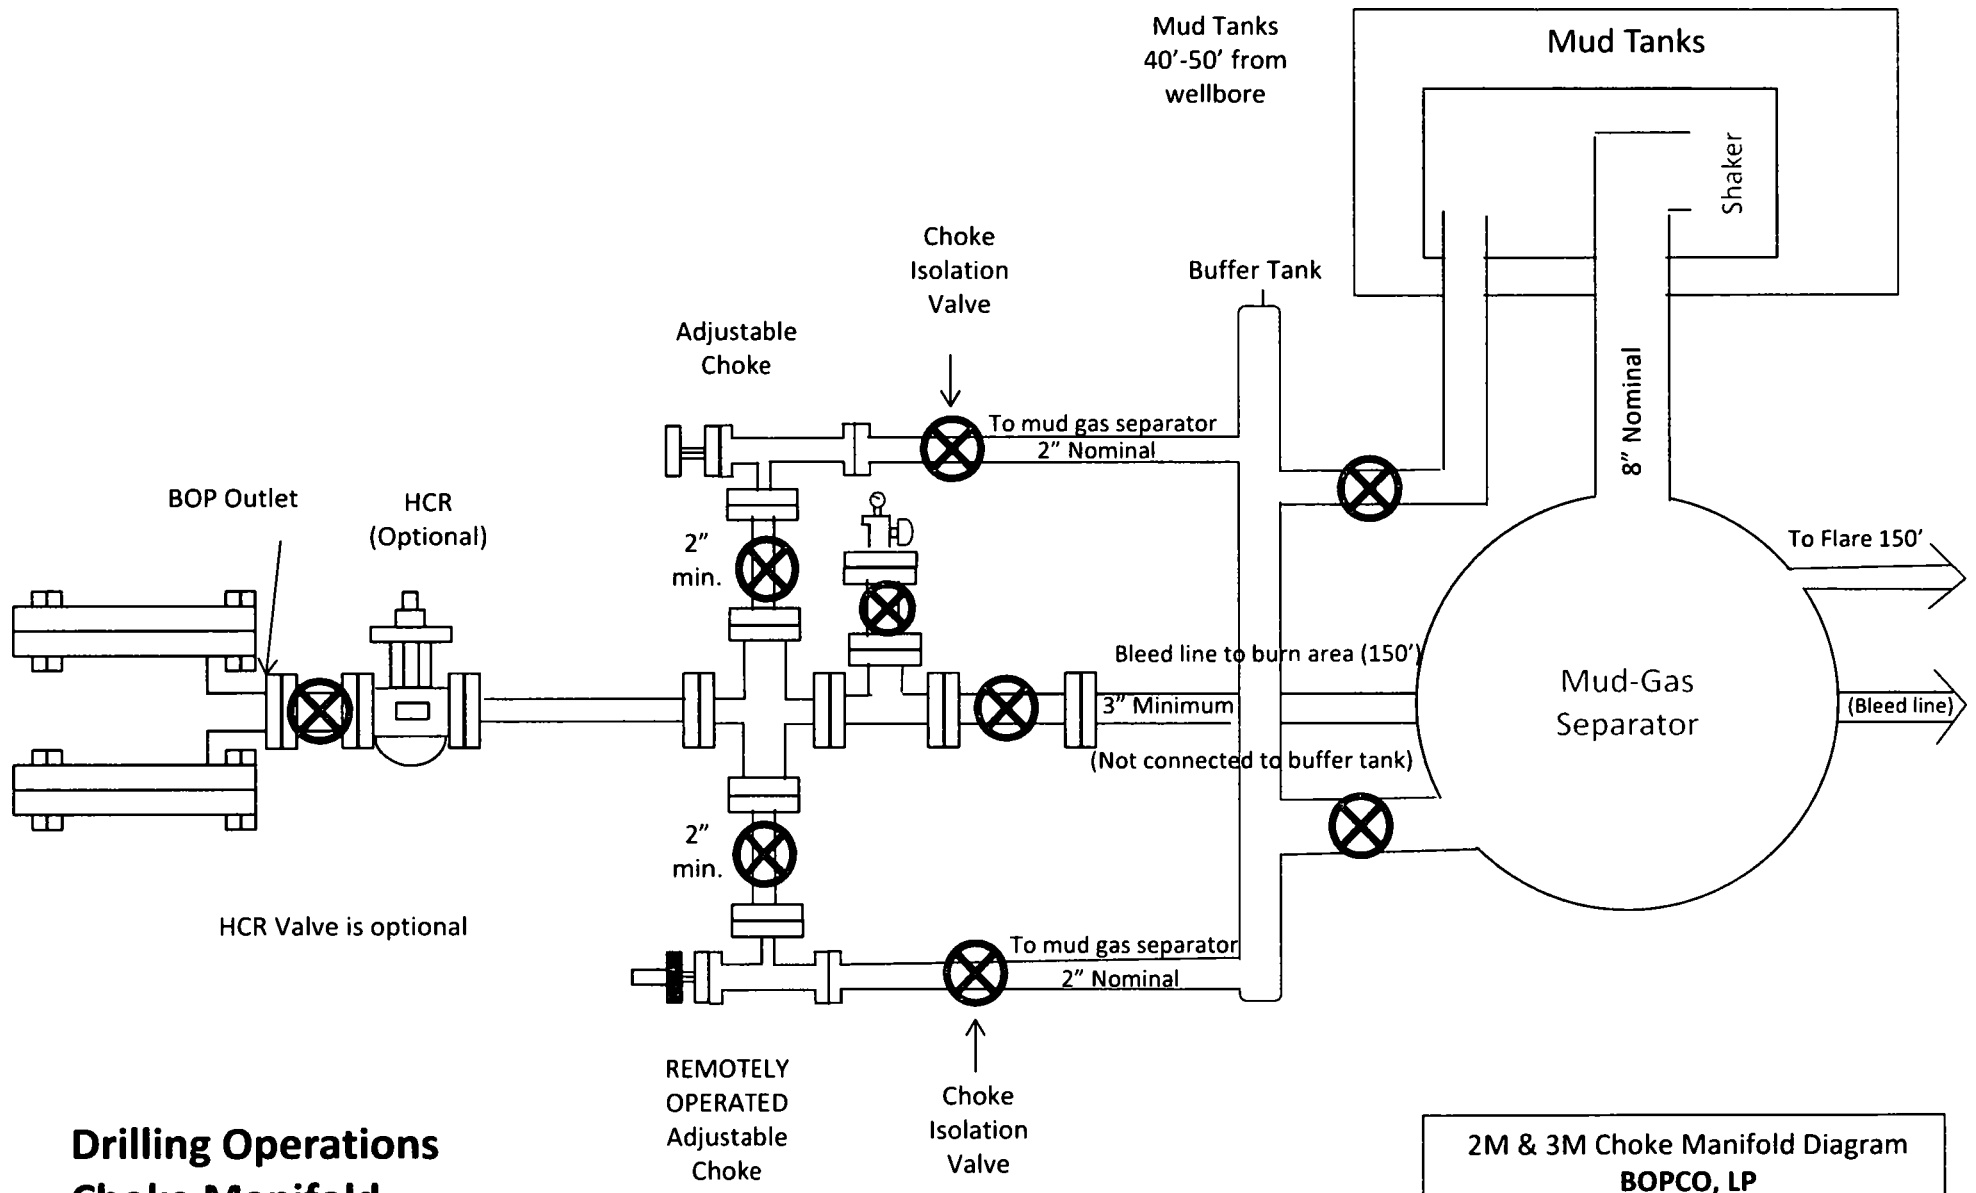 Mud Tanks
40’-50’ from
wellbore
Mud Tanks
Shaker
Choke
Isolation
Valve
Buffer Tank
Adjustable
Choke
8” Nominal
To mud gas separator
2” Nominal
BOP Outlet
HCR
(Optional)
2”
min.
To Flare 150’
Bleed line to burn area (150’)
3” Minimum
(Not connected to buffer tank)
Mud-Gas
Separator
(Bleed line)
2”
min.
HCR Valve is optional
To mud gas separator
2” Nominal
REMOTELY
OPERATED
Adjustable
Choke
Choke
Isolation
Valve
Drilling Operations
Choke Manifold
2M & 3M Choke Manifold Diagram
BOPCO, LP